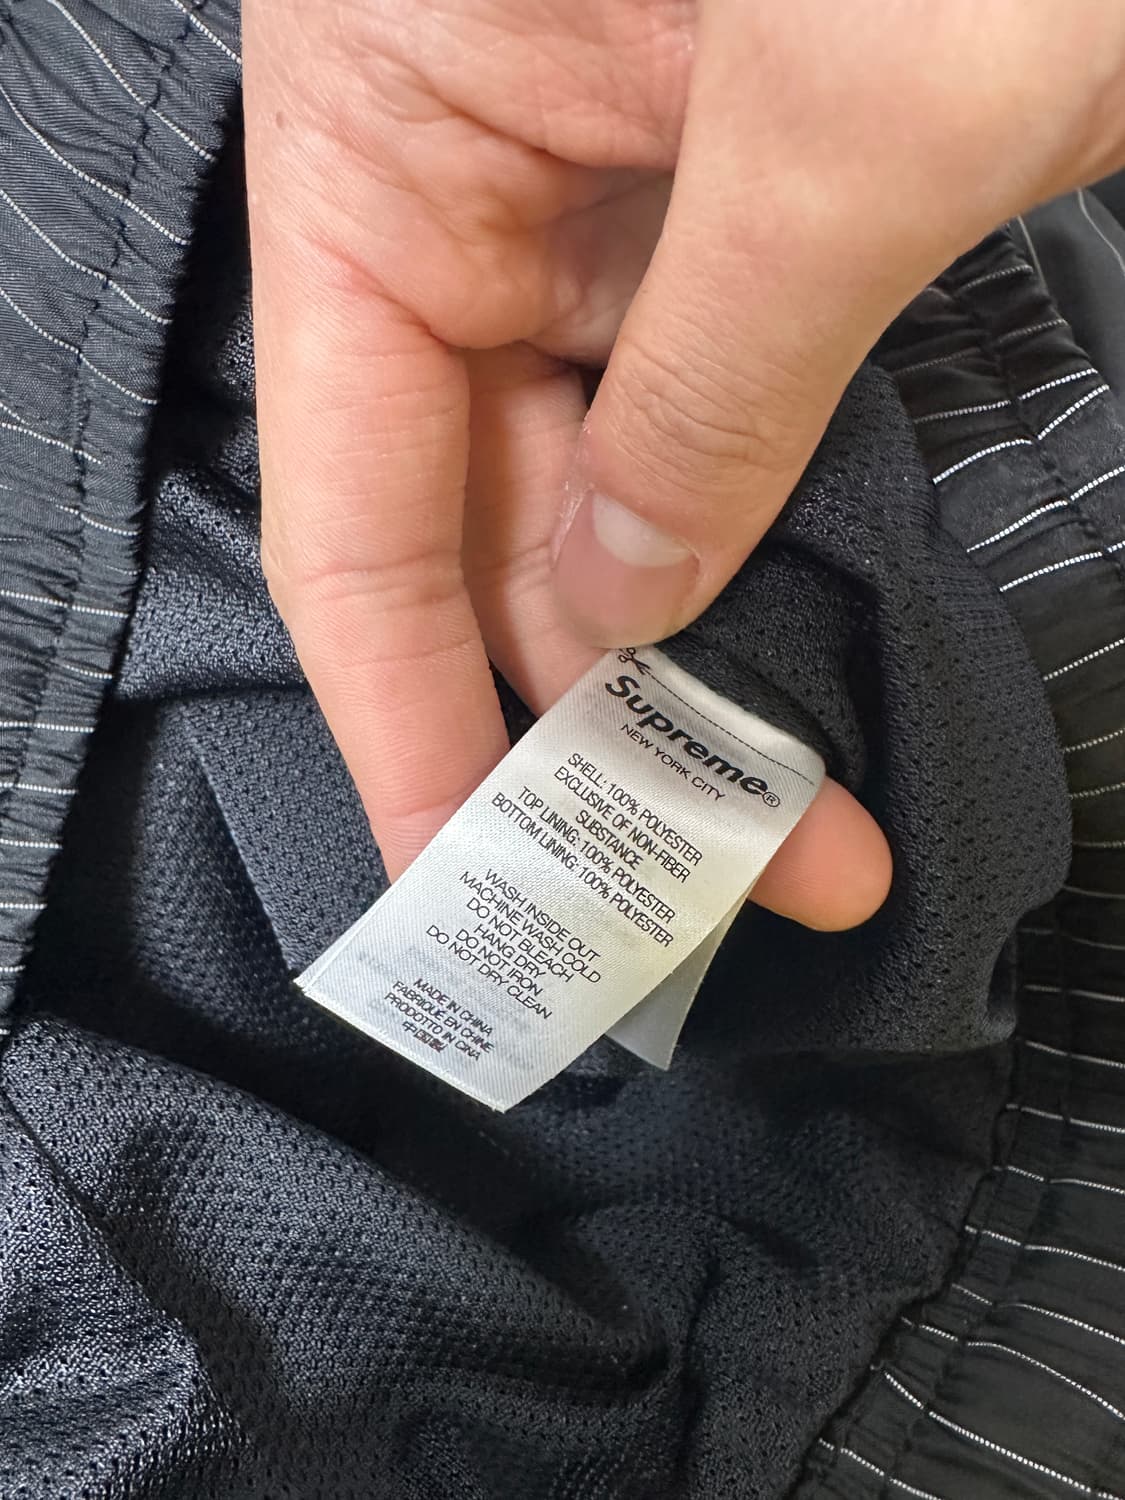 Supreme®
NEW YORK CITY
SHELL: 100% POLYESTER
EXCLUSIVE OF NON-FIBER
SUBSTANCE
TOP LINING: 100% POLYESTER
BOTTOM LINING: 100% POLYESTER
WASH INSIDE OUT
MACHINE WASH COLD
DO NOT BLEACH
HANG DRY
DO NOT IRON
DO NOT DRY CLEAN
MADE IN CHINA
FABRIQUE EN CHINE
PRODOTTO IN CINA